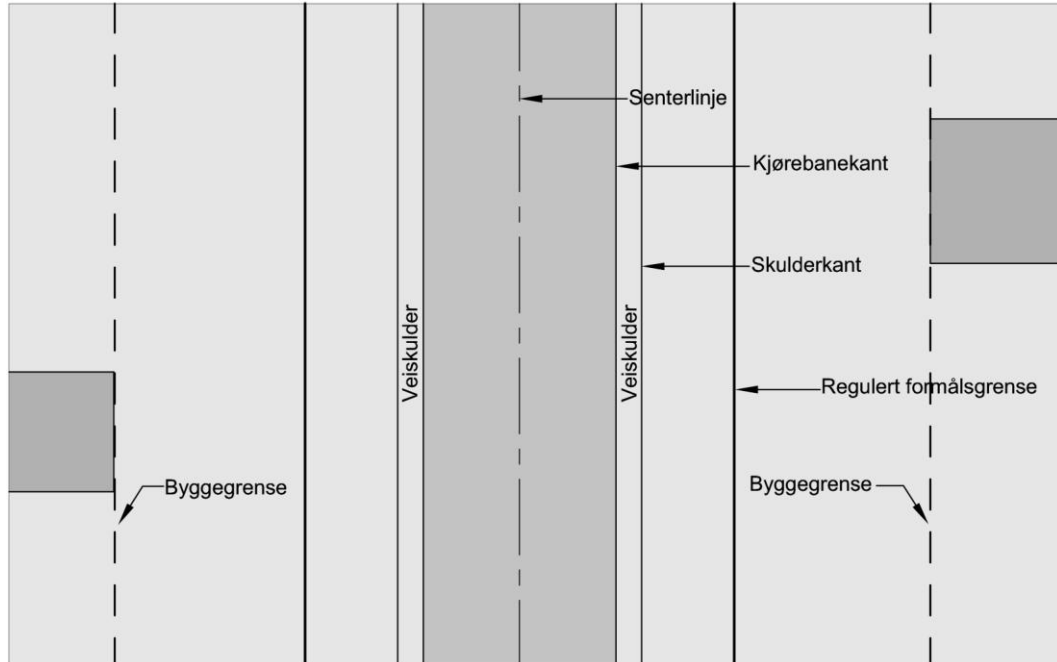 Senterlinje
Kjørebanekant
Skulderkant
Veiskulder
Veiskulder
Regulert formålsgrense
Byggegrense
Byggegrense